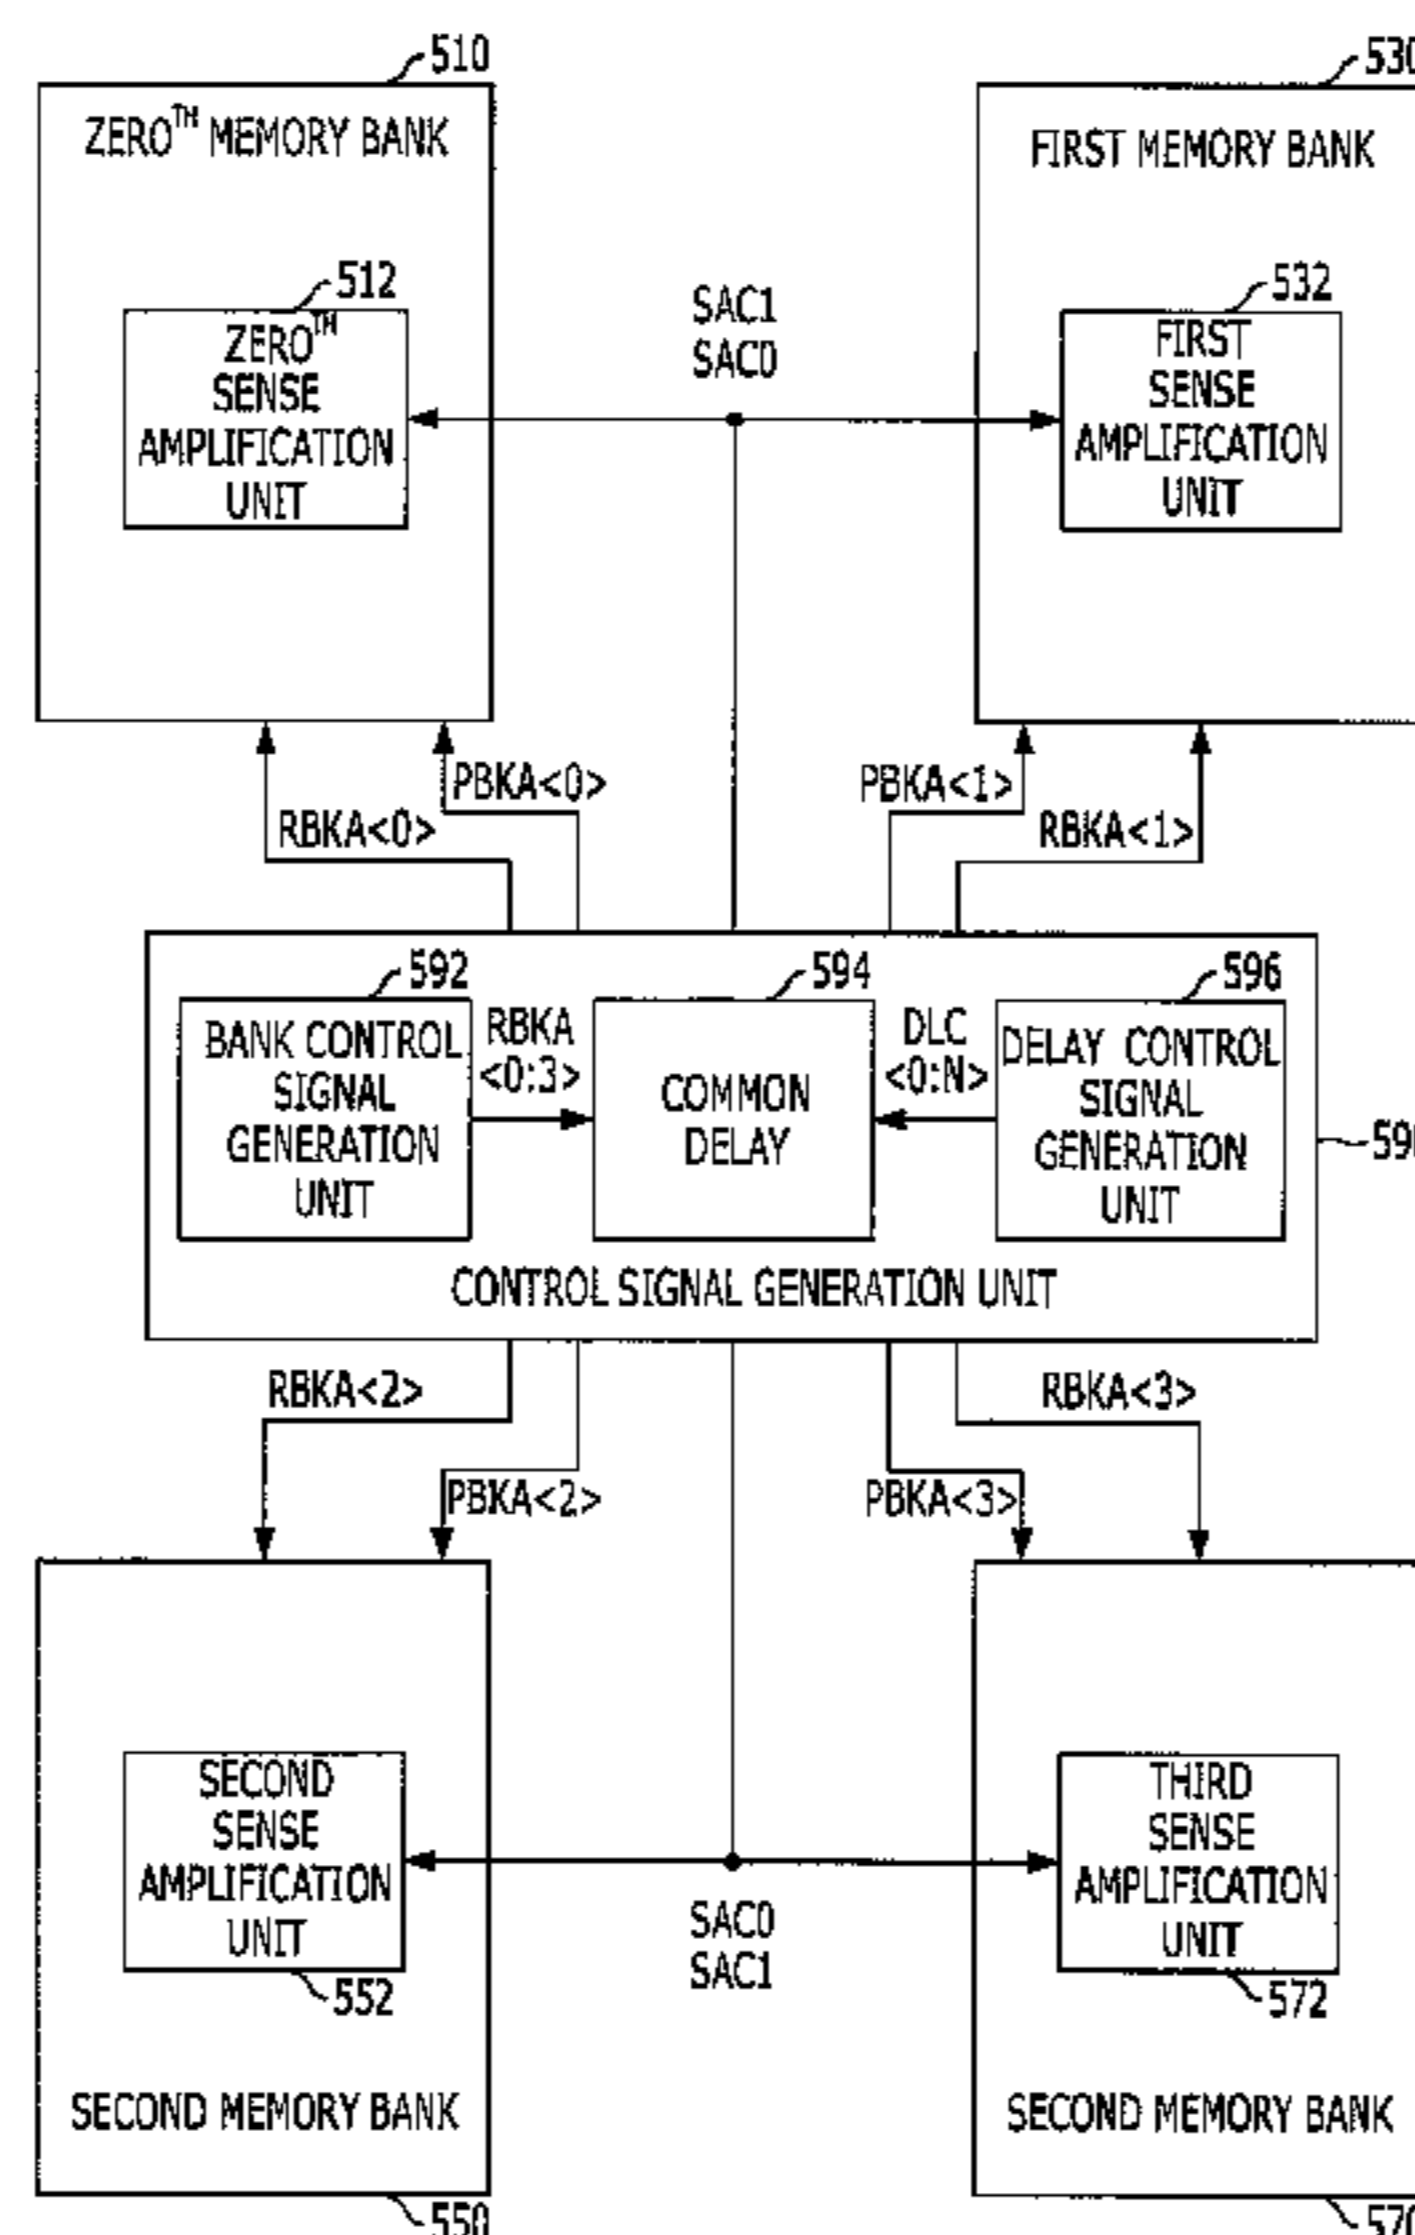 510
530
ZERO™ MEMORY BANK
FIRST MEMORY BANK
512
532
ZERO™
SENSE
AMPLIFICATION
UNIT
SAC1
SAC0
FIRST
SENSE
AMPLIFICATION
UNIT
PBKA<0>
RBKA<0>
PBKA<1>
RBKA<1>
592
594
596
BANK CONTROL
SIGNAL
GENERATION
UNIT
RBKA
<0:3>
COMMON
DELAY
DLC
<0:N>
DELAY CONTROL
SIGNAL
GENERATION
UNIT
CONTROL SIGNAL GENERATION UNIT
RBKA<2>
PBKA<2>
RBKA<3>
PBKA<3>
SECOND
SENSE
AMPLIFICATION
UNIT
552
SAC0
SAC1
THIRD
SENSE
AMPLIFICATION
UNIT
572
SECOND MEMORY BANK
SECOND MEMORY BANK
550
570